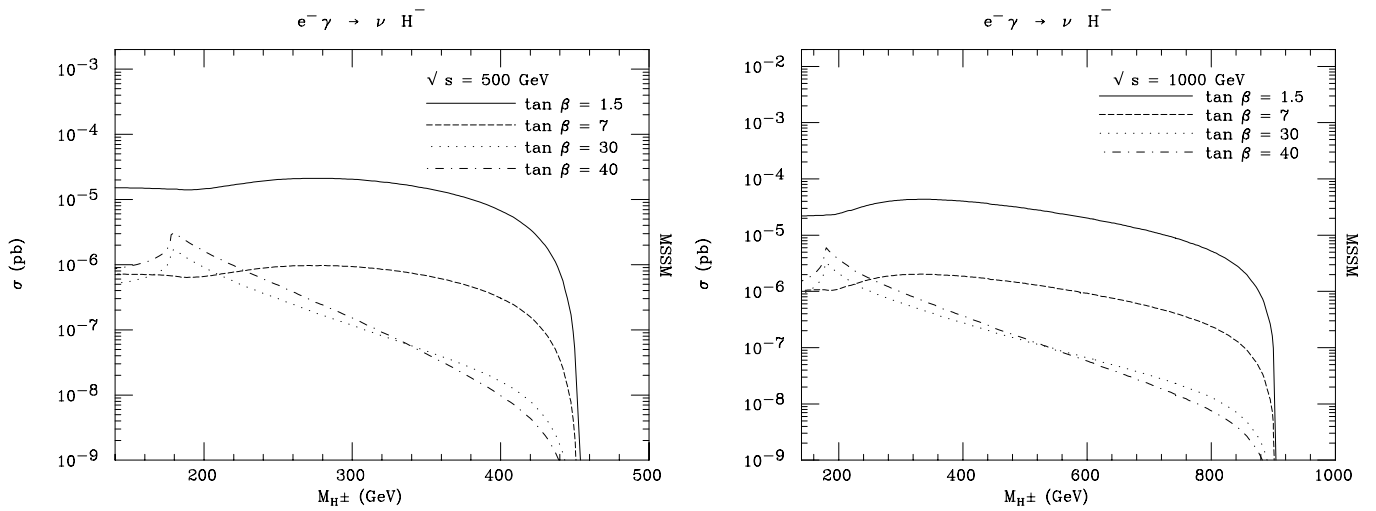 e⁻ γ → ν H⁻
10⁻³
10⁻⁴
10⁻⁵
10⁻⁶
10⁻⁷
10⁻⁸
10⁻⁹
σ (pb)
√ s = 500 GeV
tan β = 1.5
tan β = 7
tan β = 30
tan β = 40
MSSM
200 300 400 500
M_H± (GeV)
e⁻ γ → ν H⁻
10⁻²
10⁻³
10⁻⁴
10⁻⁵
10⁻⁶
10⁻⁷
10⁻⁸
10⁻⁹
σ (pb)
√ s = 1000 GeV
tan β = 1.5
tan β = 7
tan β = 30
tan β = 40
MSSM
200 400 600 800 1000
M_H± (GeV)